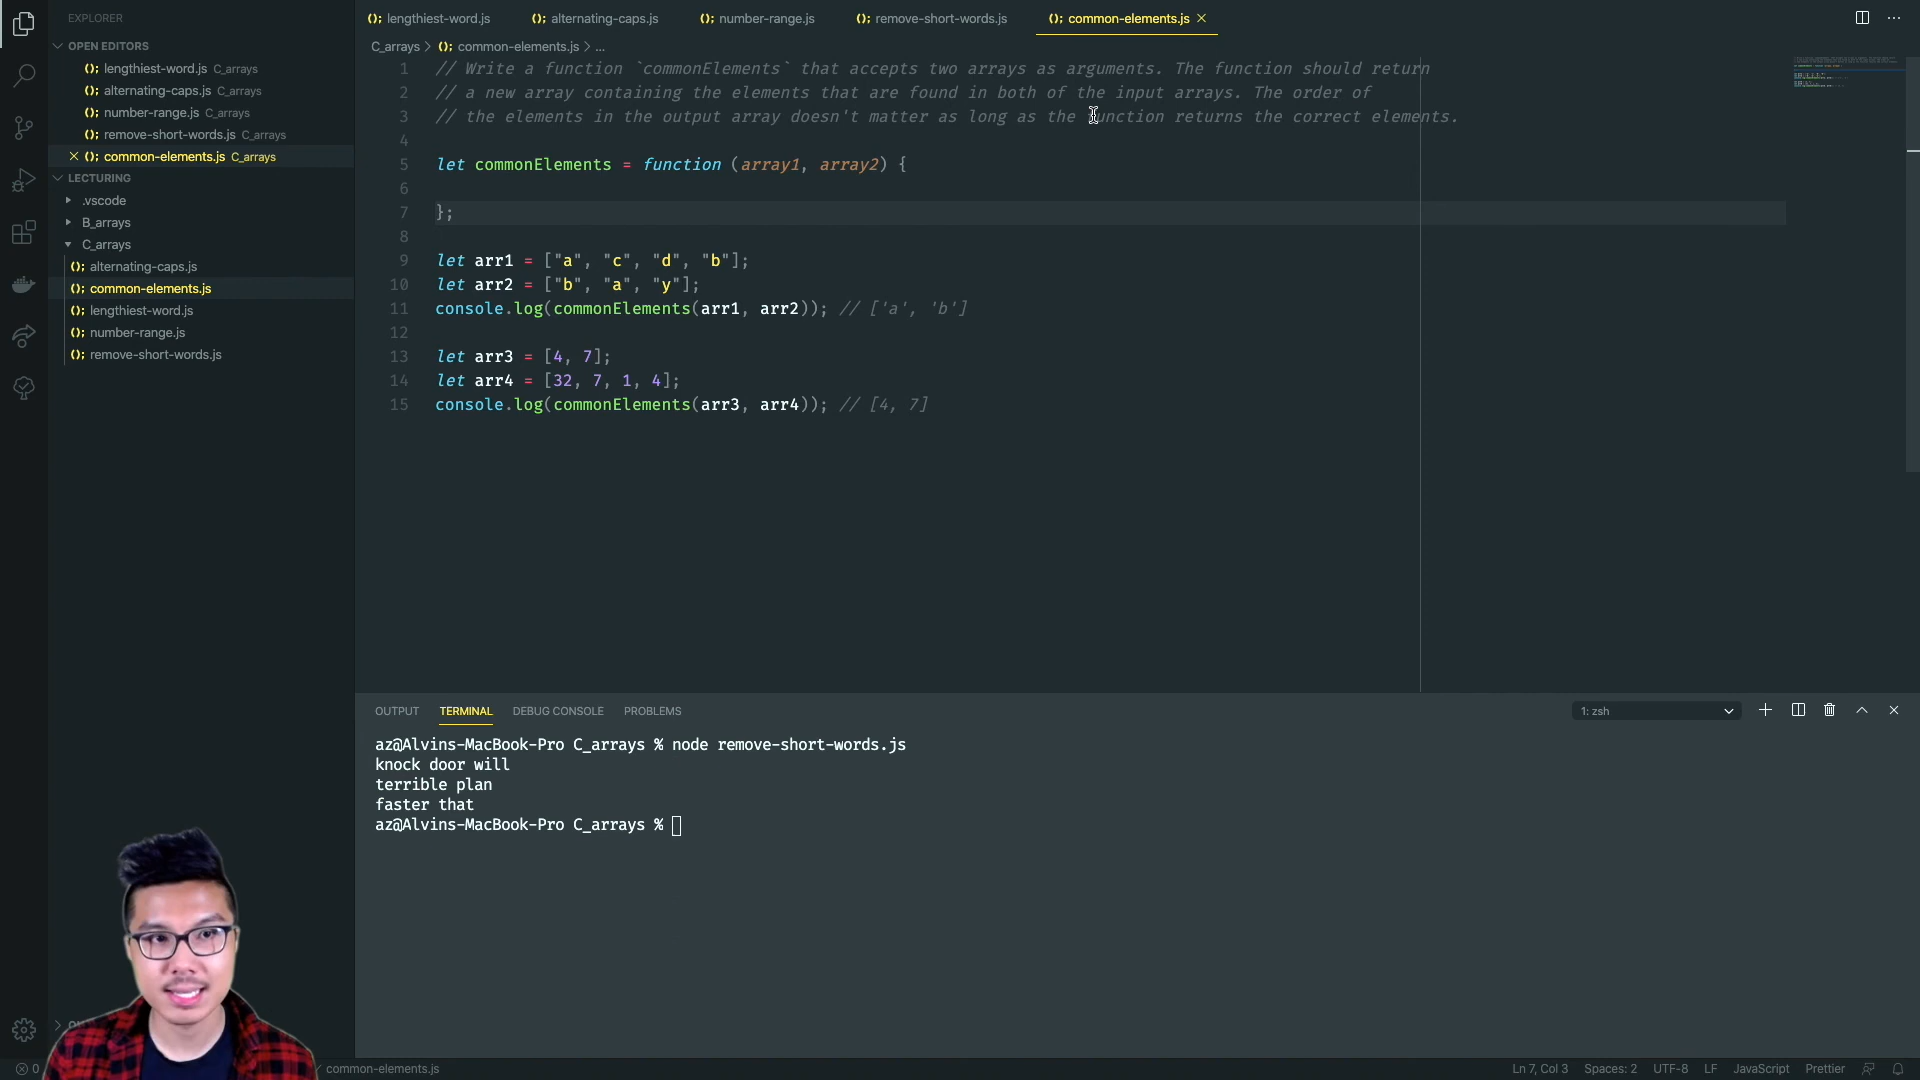 EXPLORER
OPEN EDITORS
(); lengthiest-word.js C_arrays
(); alternating-caps.js C_arrays
(); number-range.js C_arrays
(); remove-short-words.js C_arrays
(); common-elements.js C_arrays
LECTURING
.vscode
B_arrays
C_arrays
(); alternating-caps.js
(); common-elements.js
(); lengthiest-word.js
(); number-range.js
(); remove-short-words.js
(); lengthiest-word.js (); alternating-caps.js (); number-range.js (); remove-short-words.js (); common-elements.js
C_arrays > (); common-elements.js > ...
1 // Write a function `commonElements` that accepts two arrays as arguments. The function should return
2 // a new array containing the elements that are found in both of the input arrays. The order of
3 // the elements in the output array doesn't matter as long as the function returns the correct elements.
4
5 let commonElements = function (array1, array2) {
6
7 };
8
9 let arr1 = ["a", "c", "d", "b"];
10 let arr2 = ["b", "a", "y"];
11 console.log(commonElements(arr1, arr2)); // ['a', 'b']
12
13 let arr3 = [4, 7];
14 let arr4 = [32, 7, 1, 4];
15 console.log(commonElements(arr3, arr4)); // [4, 7]
OUTPUT TERMINAL DEBUG CONSOLE PROBLEMS
1: zsh
az@Alvins-MacBook-Pro C_arrays % node remove-short-words.js
knock door will
terrible plan
faster that
az@Alvins-MacBook-Pro C_arrays %
0
common-elements.js
Ln 7, Col 3 Spaces: 2 UTF-8 LF JavaScript Prettier